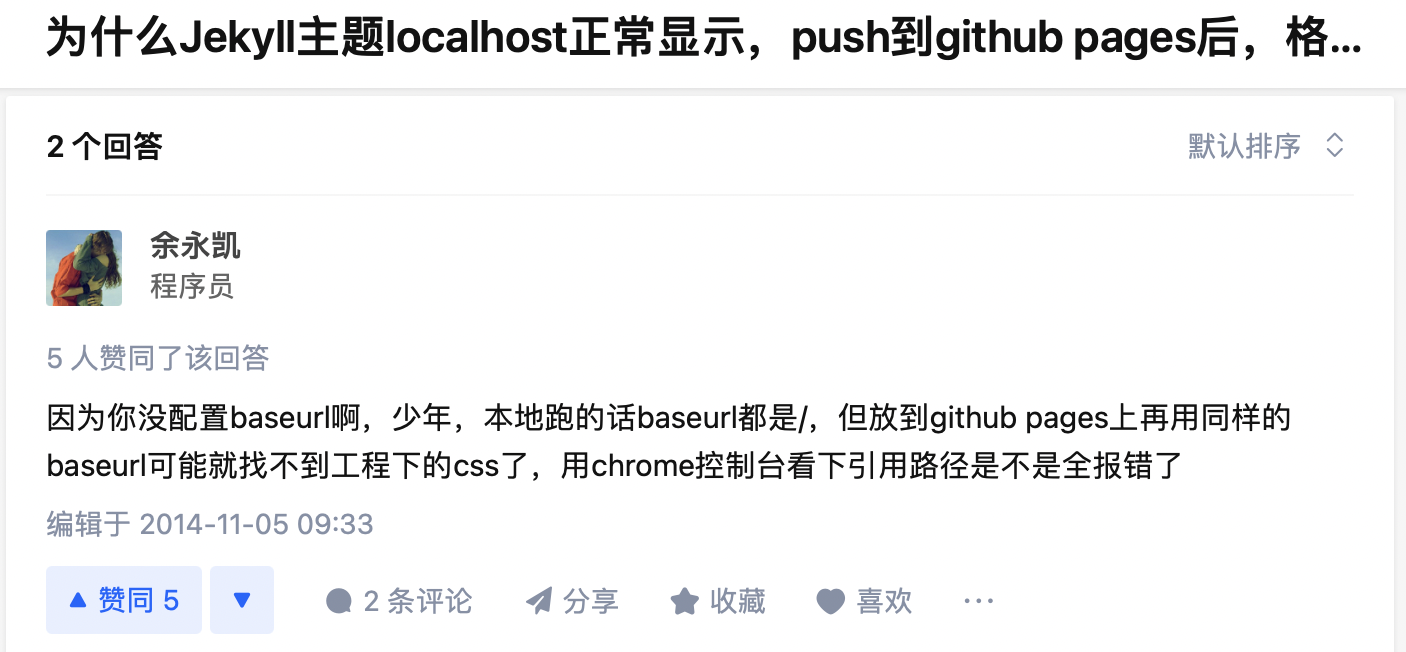 为什么Jekyll主题localhost正常显示，push到github pages后，格...
2 个回答
默认排序
余永凯
程序员
5 人赞同了该回答
因为你没配置baseurl啊，少年，本地跑的话baseurl都是/，但放到github pages上再用同样的
baseurl可能就找不到工程下的css了，用chrome控制台看下引用路径是不是全报错了
编辑于 2014-11-05 09:33
赞同 5
2 条评论
分享
收藏
喜欢
...